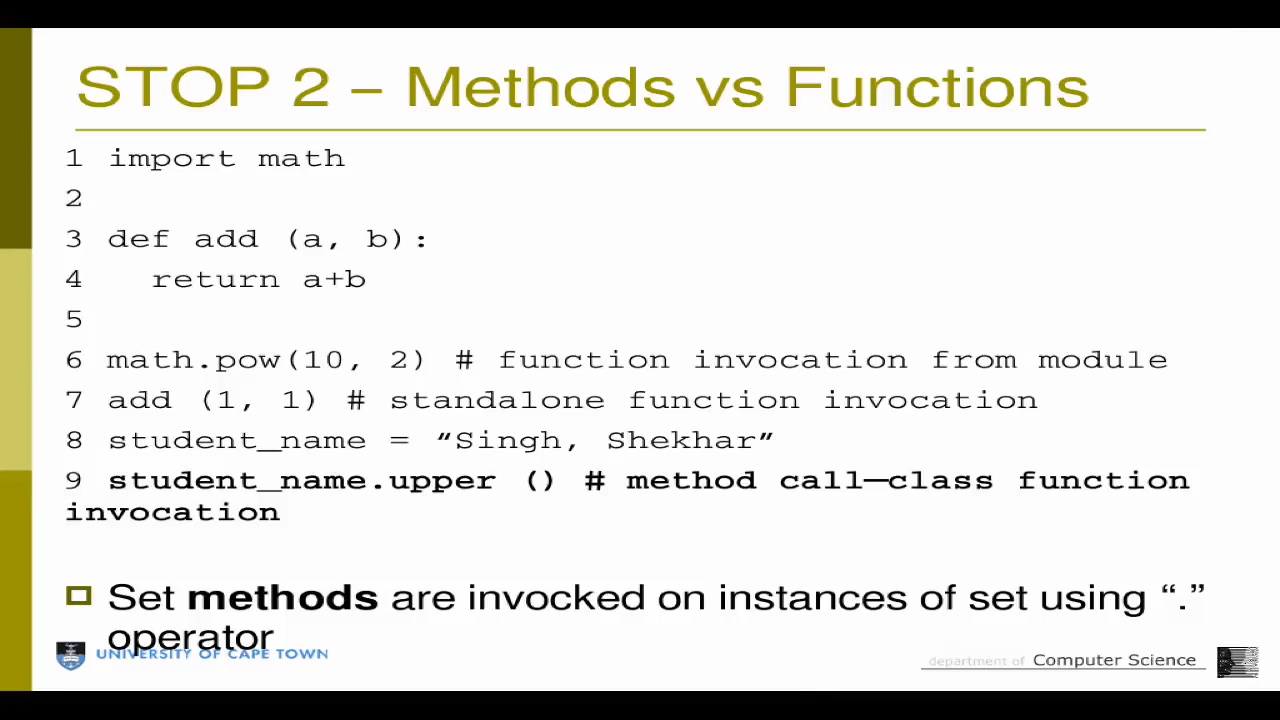 STOP 2 – Methods vs Functions
1 import math
2
3 def add (a, b):
4   return a+b
5
6 math.pow(10, 2) # function invocation from module
7 add (1, 1) # standalone function invocation
8 student_name = “Singh, Shekhar”
9 student_name.upper () # method call—class function
invocation
Set methods are invoked on instances of set using “.”
operator
UNIVERSITY OF CAPE TOWN
department of Computer Science